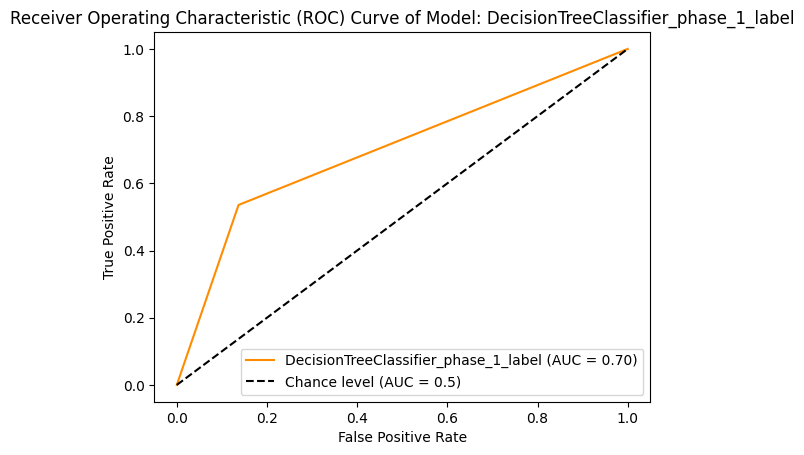 Receiver Operating Characteristic (ROC) Curve of Model: DecisionTreeClassifier_phase_1_label
1.0
0.8
0.6
0.4
0.2
0.0
True Positive Rate
DecisionTreeClassifier_phase_1_label (AUC = 0.70)
Chance level (AUC = 0.5)
0.0 0.2 0.4 0.6 0.8 1.0
False Positive Rate